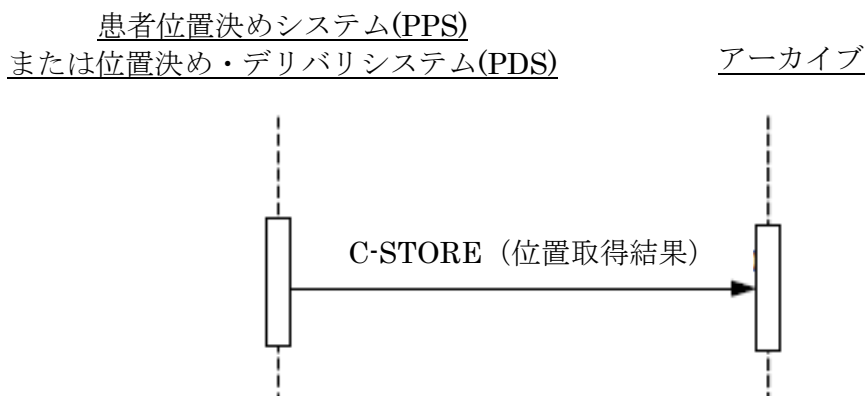 患者位置決めシステム(PPS)
または位置決め・デリバリシステム(PDS)
アーカイブ
C-STORE（位置取得結果）